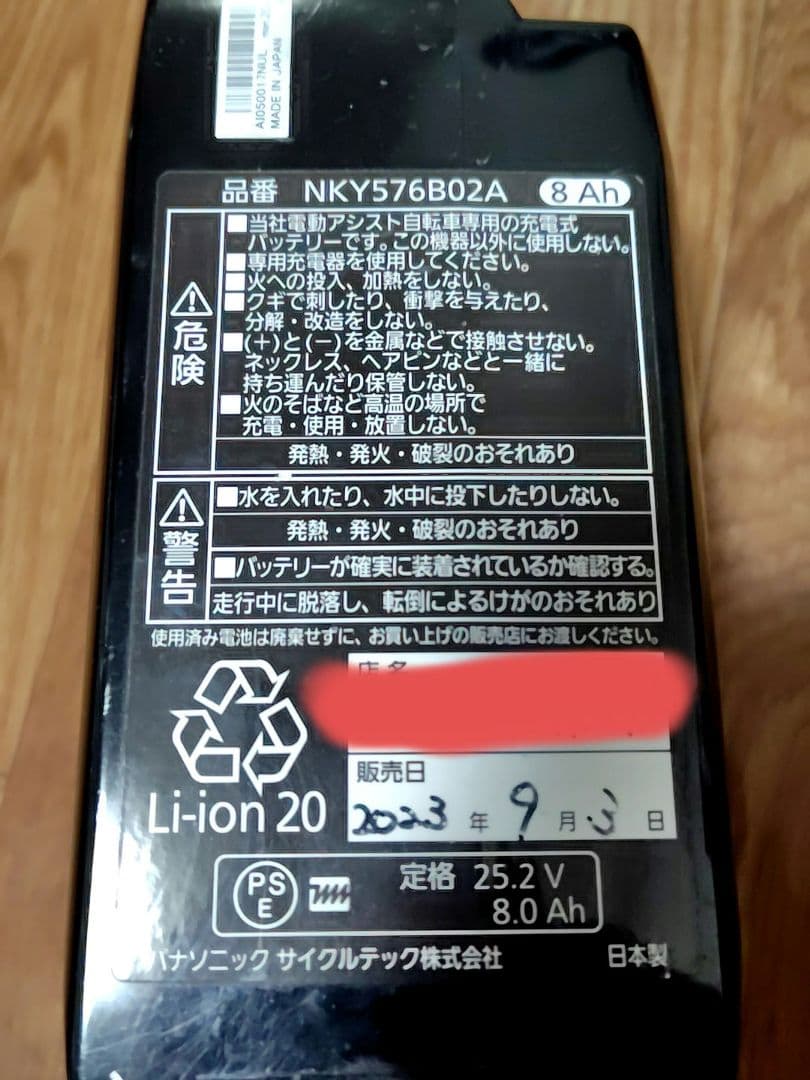 AI050017NUL
MADE IN JAPAN
品番 NKY576B02A 8 Ah
危険
■当社電動アシスト自転車専用の充電式
バッテリーです。この機器以外に使用しない。
■専用充電器を使用してください。
■火への投入、加熱をしない。
■クギで刺したり、衝撃を与えたり、
分解・改造をしない。
■(+)と(−)を金属などで接触させない。
ネックレス、ヘアピンなどと一緒に
持ち運んだり保管しない。
■火のそばなど高温の場所で
充電・使用・放置しない。
発熱・発火・破裂のおそれあり
警告
■水を入れたり、水中に投下したりしない。
発熱・発火・破裂のおそれあり
■バッテリーが確実に装着されているか確認する。
走行中に脱落し、転倒によるけがのおそれあり
使用済み電池は廃棄せずに、お買い上げの販売店にお渡しください。
店名
販売日
2023 年 9 月 3 日
Li-ion 20
PS
E
定格 25.2 V
8.0 Ah
パナソニック サイクルテック株式会社 日本製